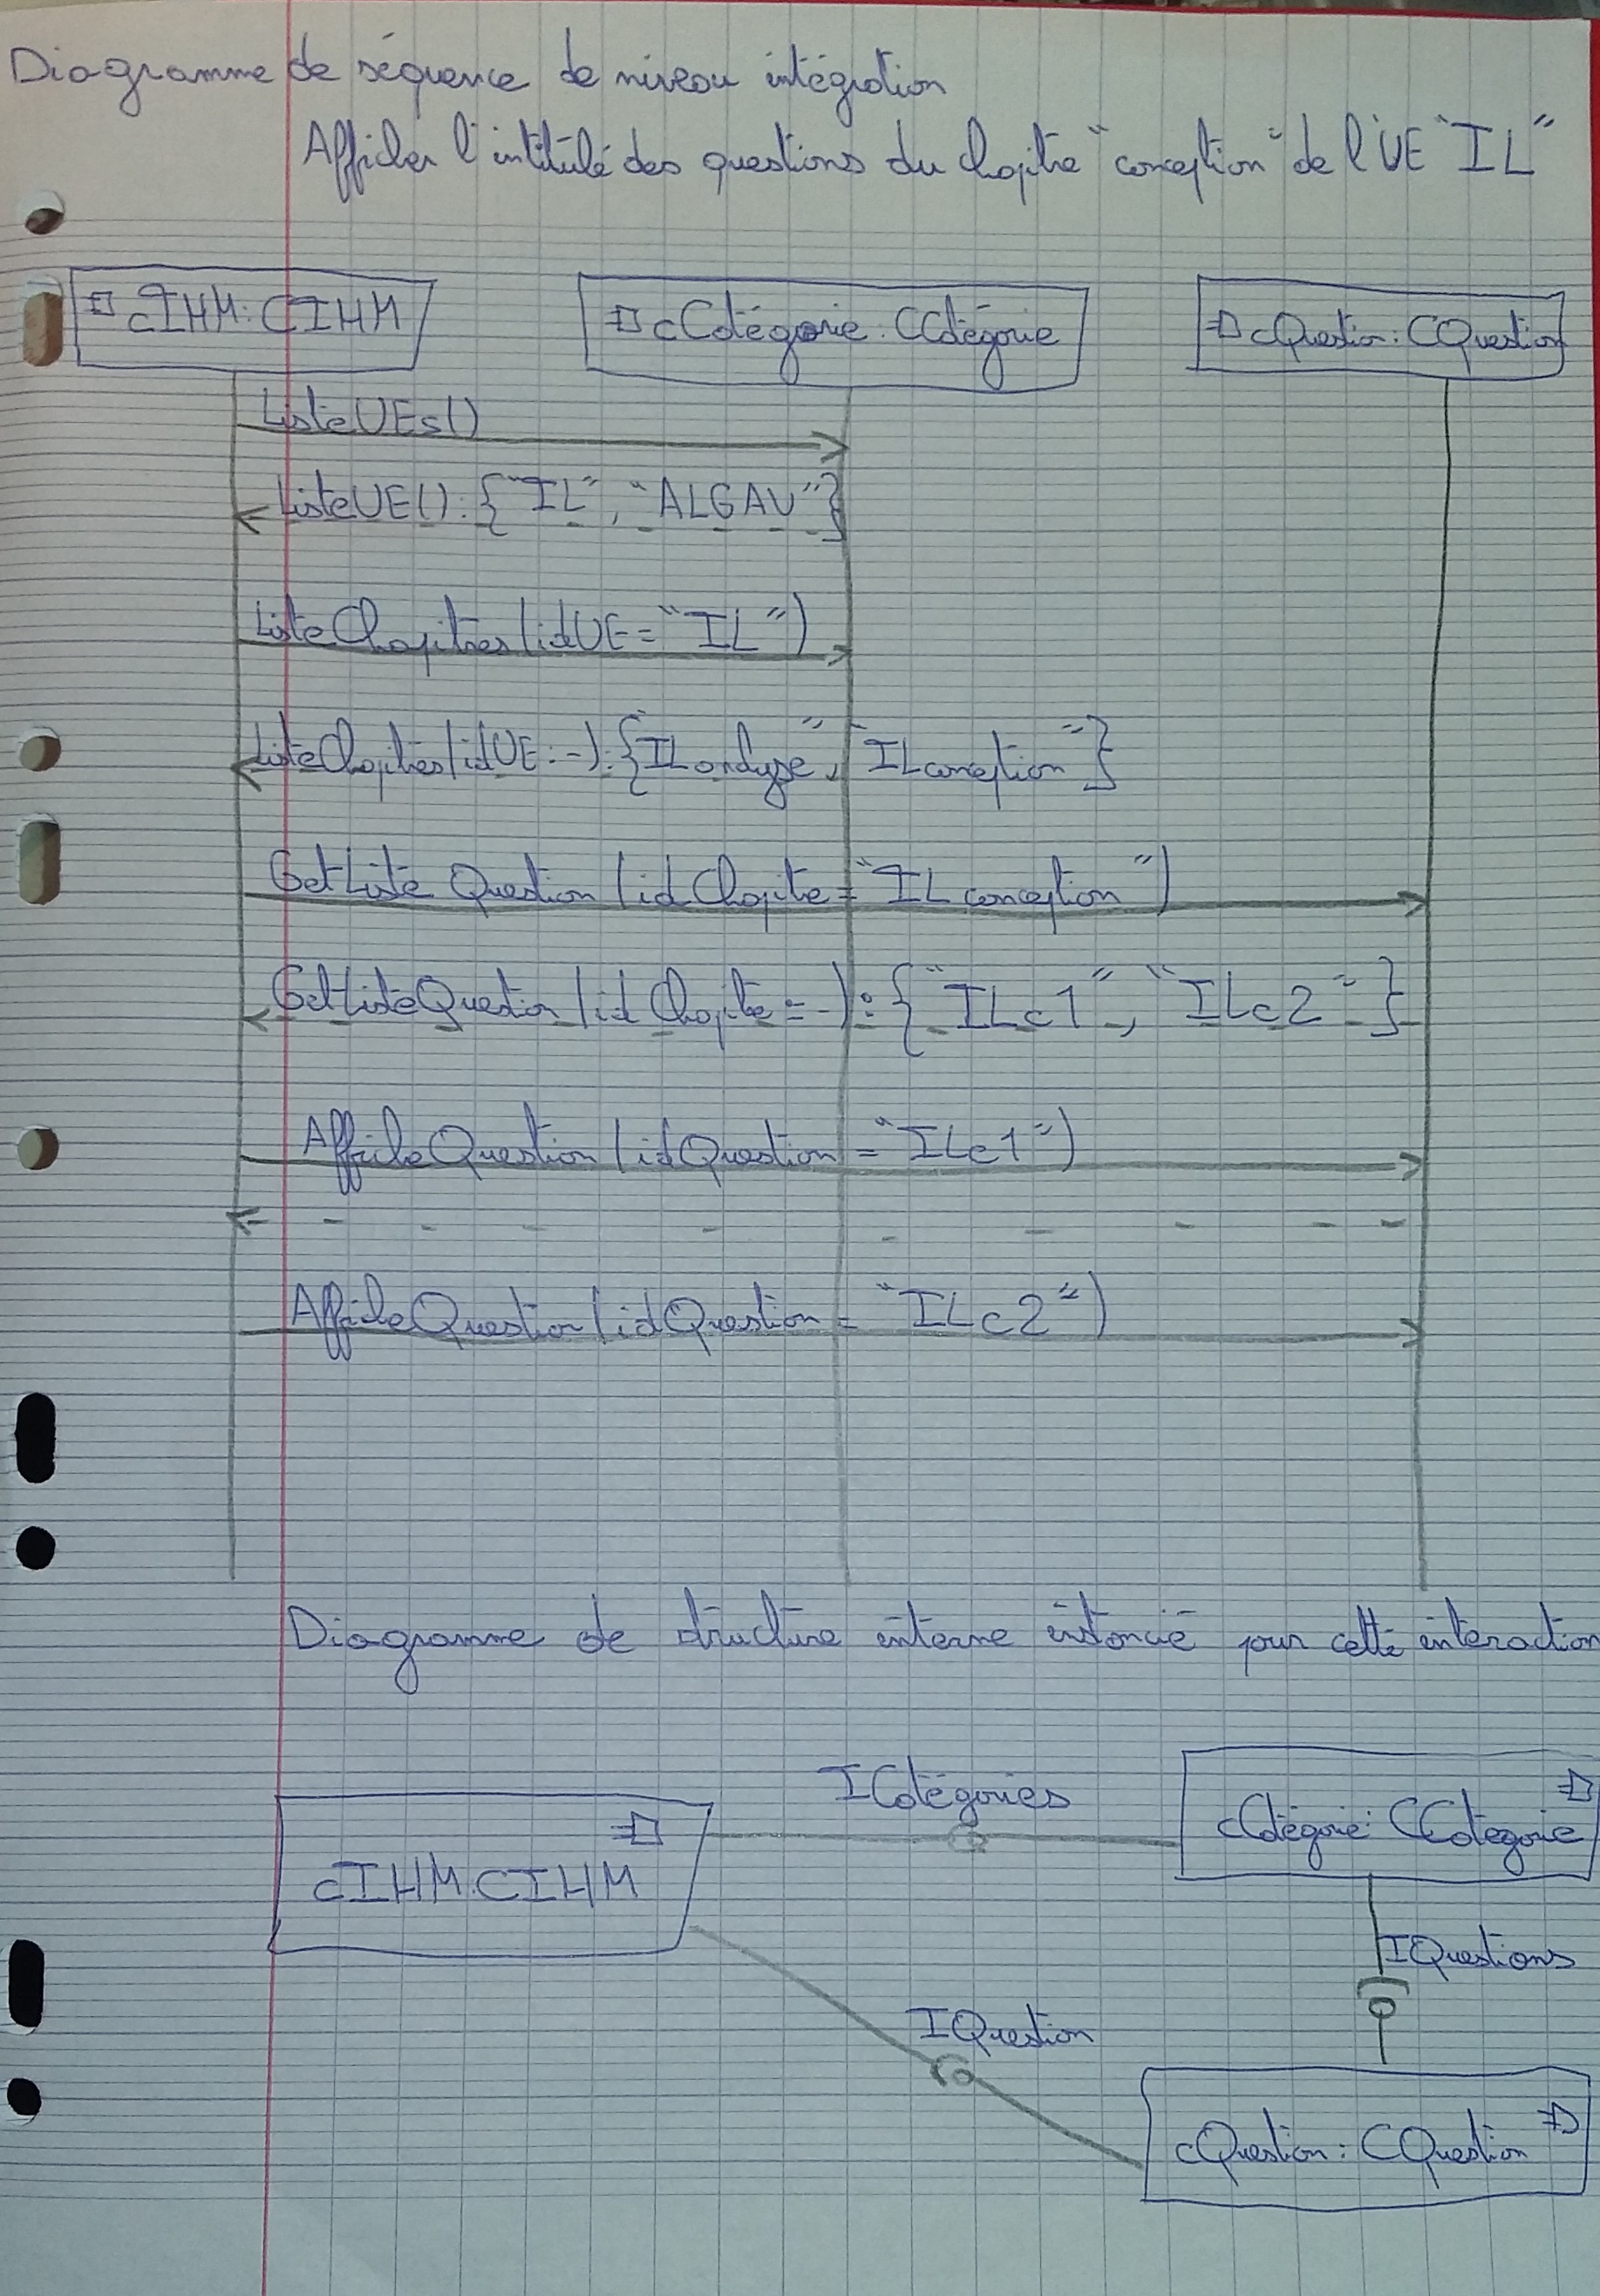 Diagramme de séquence de niveau intégration
Afficher l'intitulé des questions du chapitre "conception" de l'UE "IL"
cIHM: CIHM
cCatégorie: CCatégorie
cQuestion: CQuestion
ListeUEs()
ListeUE(): {"IL", "ALGAV"}
ListeChapitres(idUE="IL")
ListeChapitres(idUE:-): {"ILanalyse", "ILconception"}
GetListeQuestion(idChapitre="ILconception")
GetListeQuestion(idChapitre=-): {"ILc1", "ILc2"}
AfficheQuestion(idQuestion="ILc1")
AfficheQuestion(idQuestion="ILc2")
Diagramme de structure interne instancié pour cette interaction
ICatégories
cCatégorie: CCategorie
cIHM: CIHM
IQuestions
IQuestion
cQuestion: CQuestion